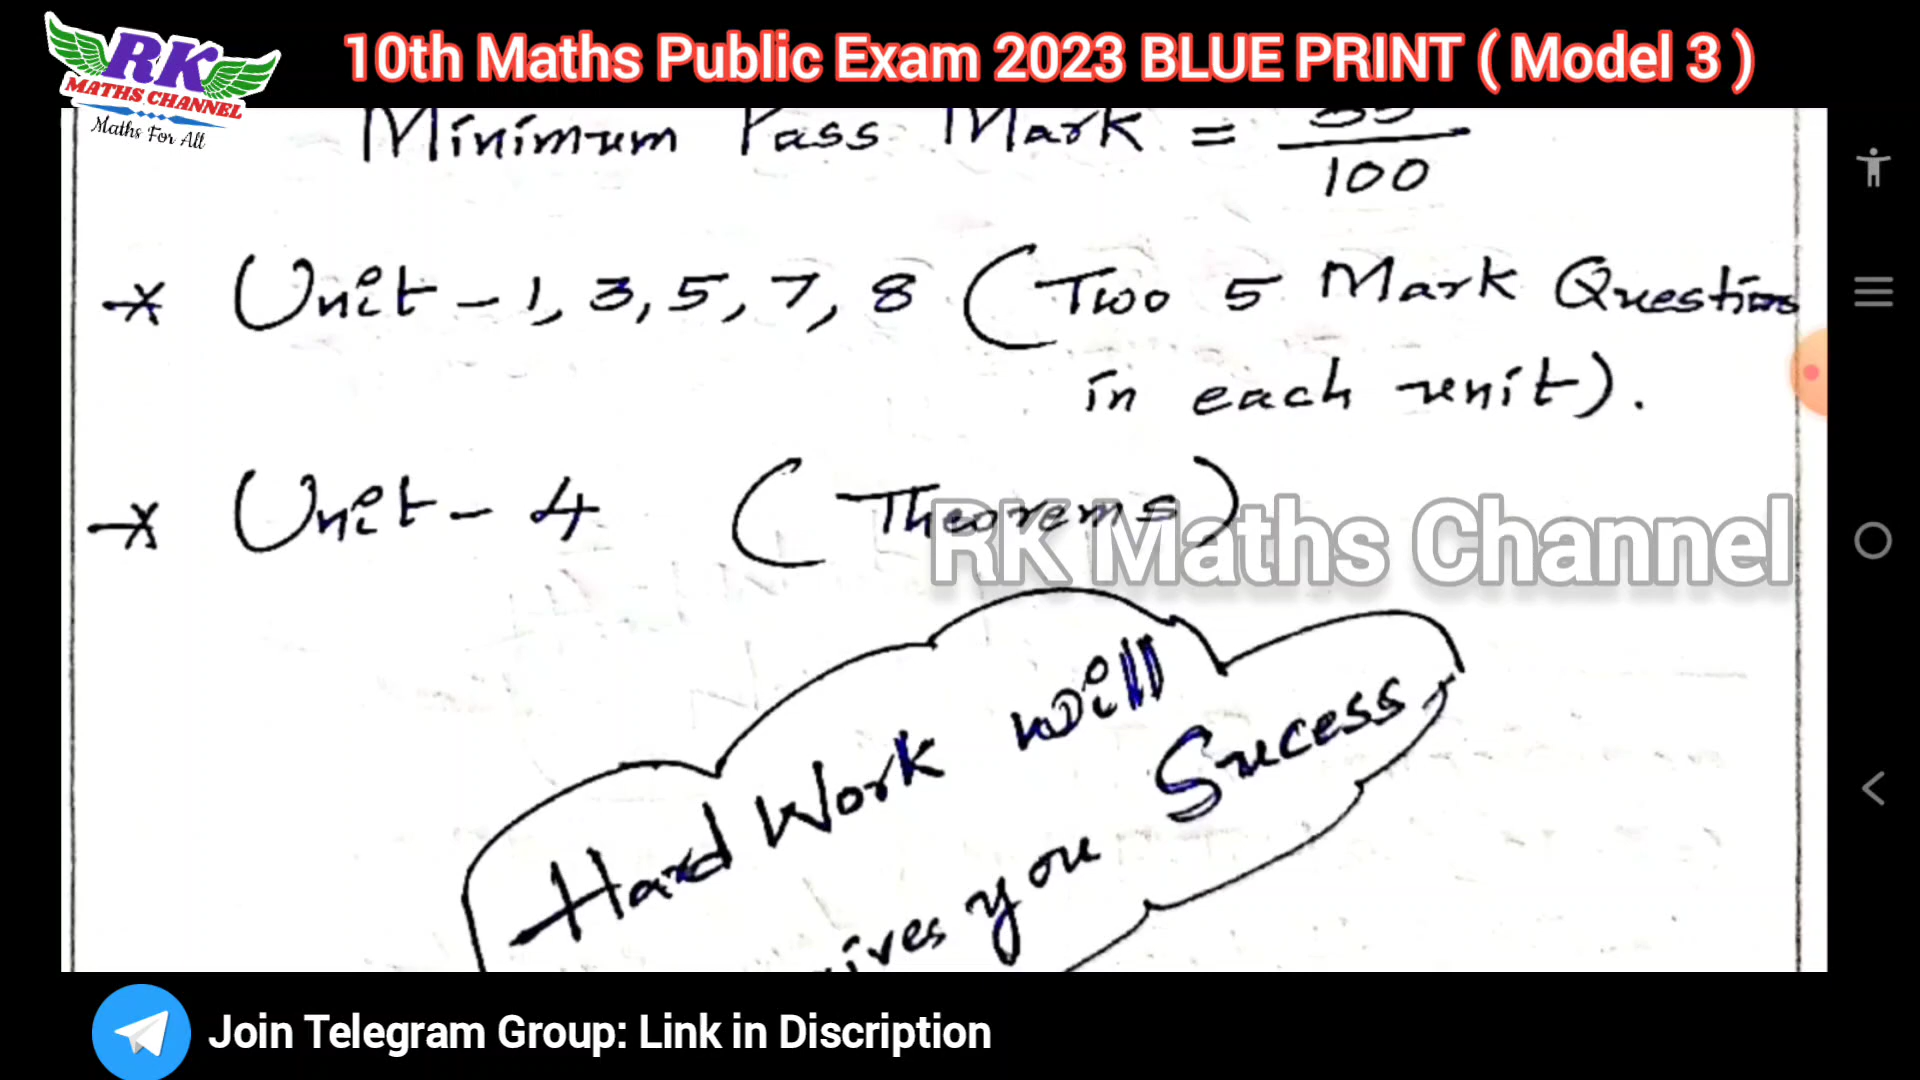 RK
MATHS CHANNEL
Maths For All
10th Maths Public Exam 2023 BLUE PRINT ( Model 3 )
Minimum Pass Mark = 35/100
* Unit - 1, 3, 5, 7, 8 (Two 5 Mark Questions
in each unit).
* Unit - 4 (Theorems)
RK Maths Channel
Hard Work will
gives you Sucess,
Join Telegram Group: Link in Discription